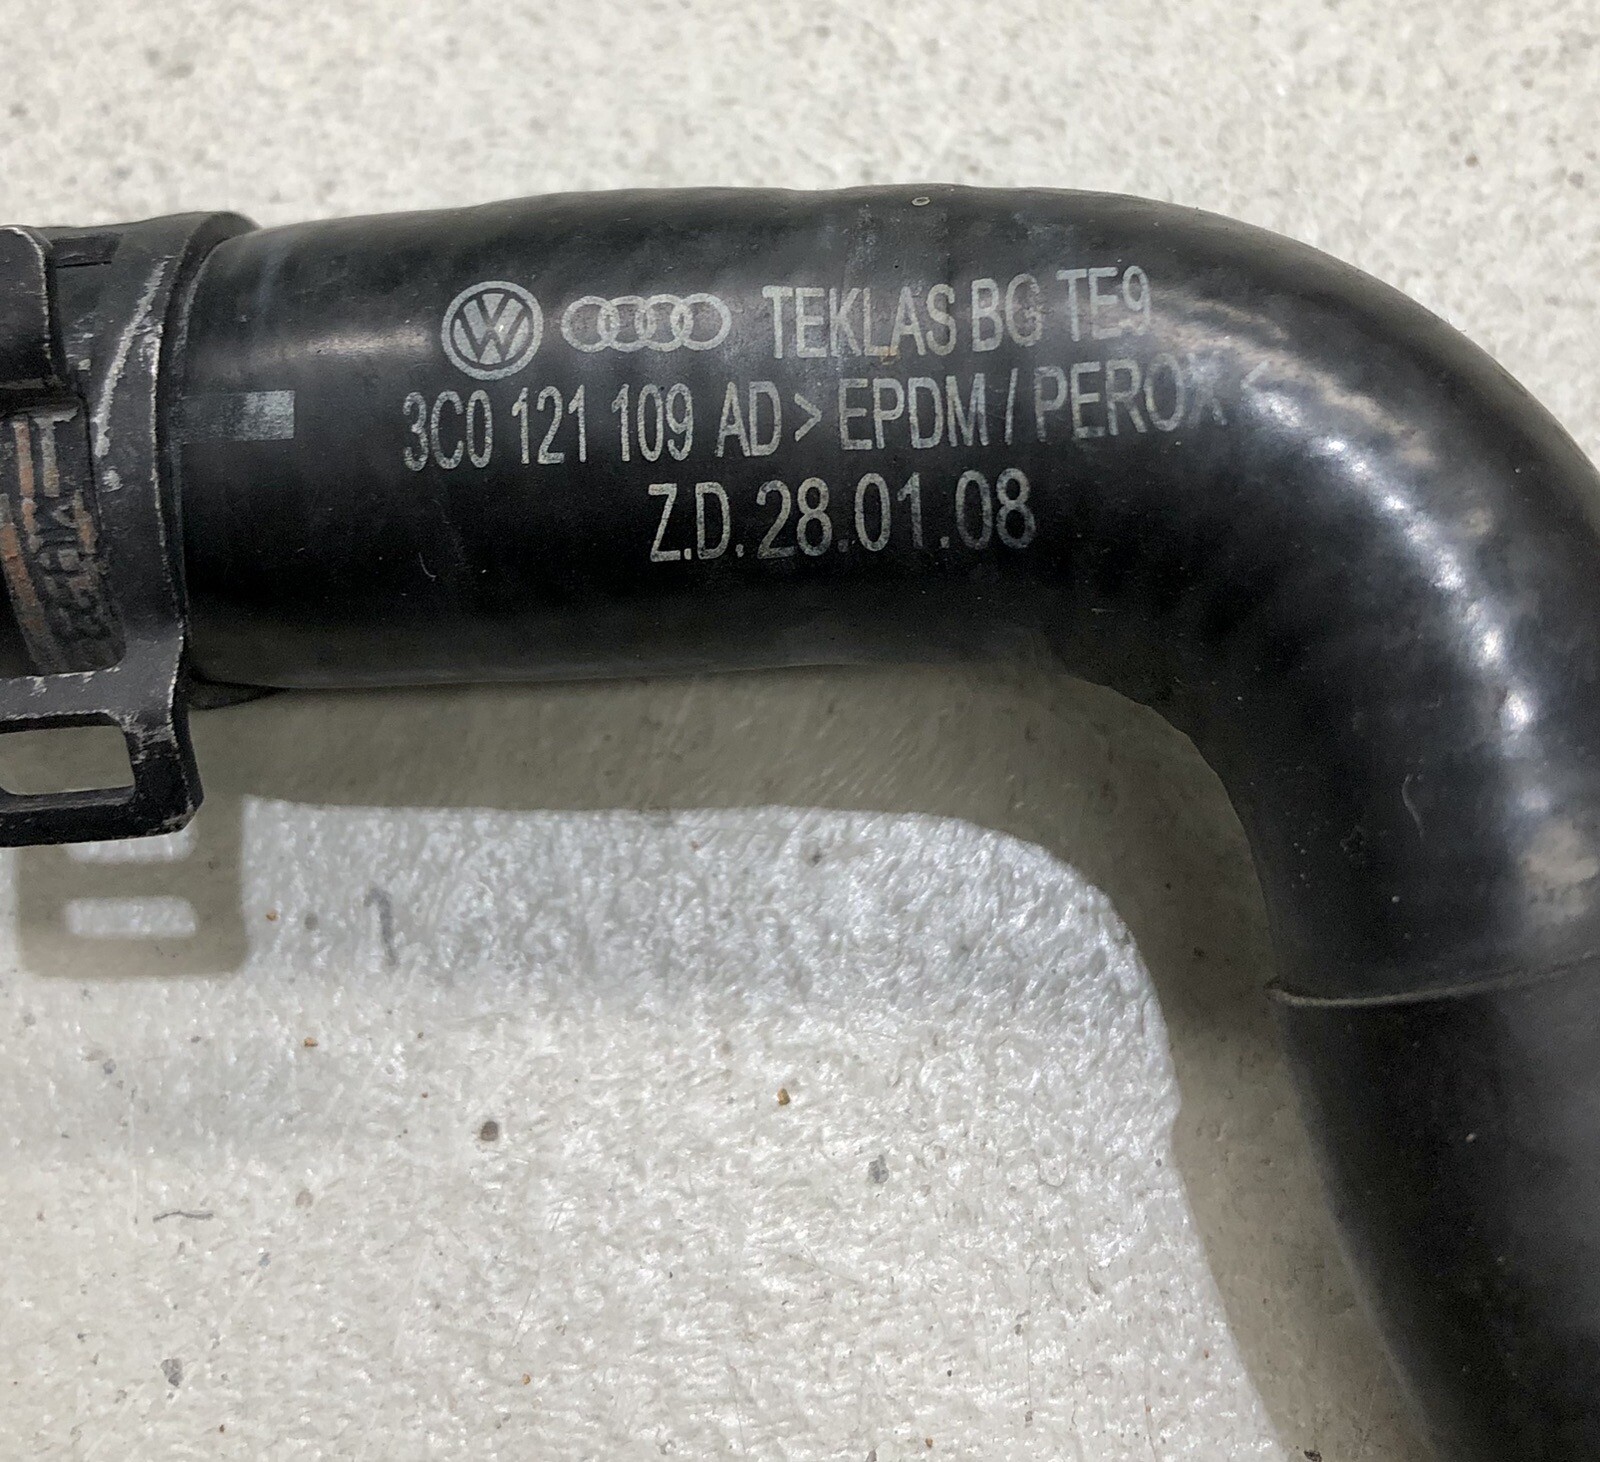 TEKLAS BG TE9
3C0 121 109 AD > EPDM / PEROX <
Z.D. 28.01.08